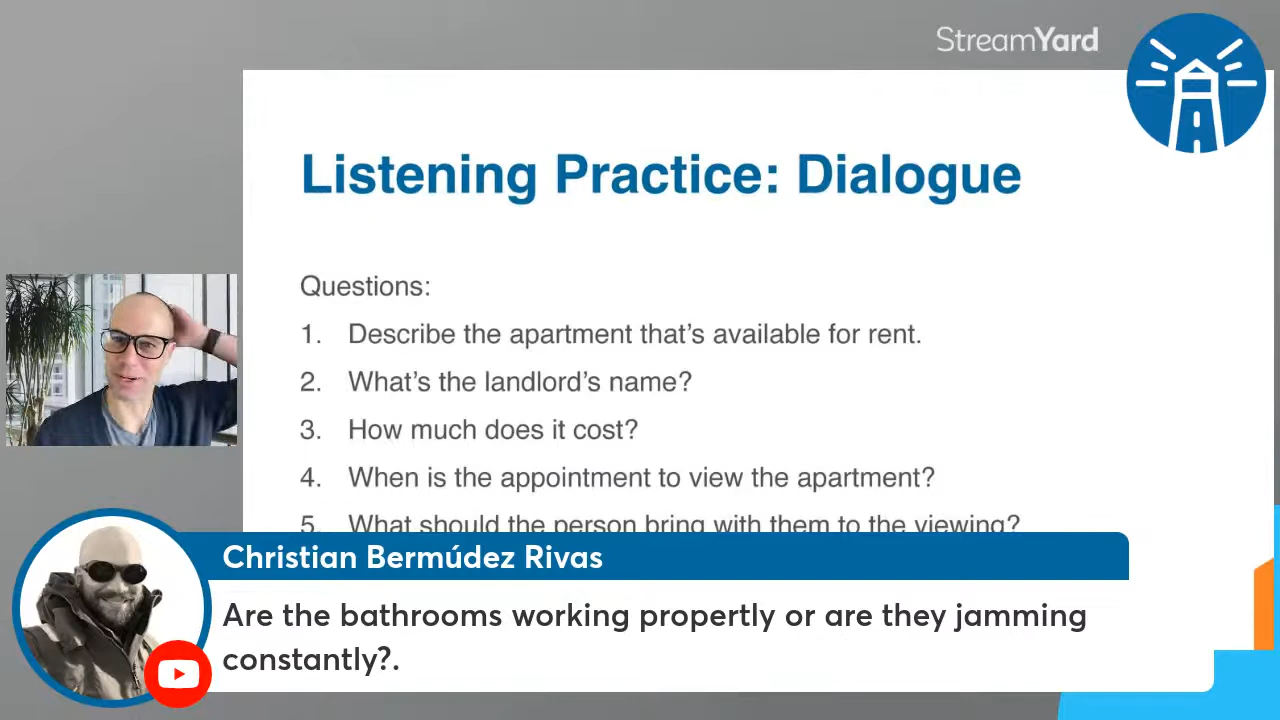 StreamYard
Listening Practice: Dialogue
Questions:
1. Describe the apartment that's available for rent.
2. What's the landlord's name?
3. How much does it cost?
4. When is the appointment to view the apartment?
5. What should the person bring with them to the viewing?
Christian Bermúdez Rivas
Are the bathrooms working propertly or are they jamming
constantly?.